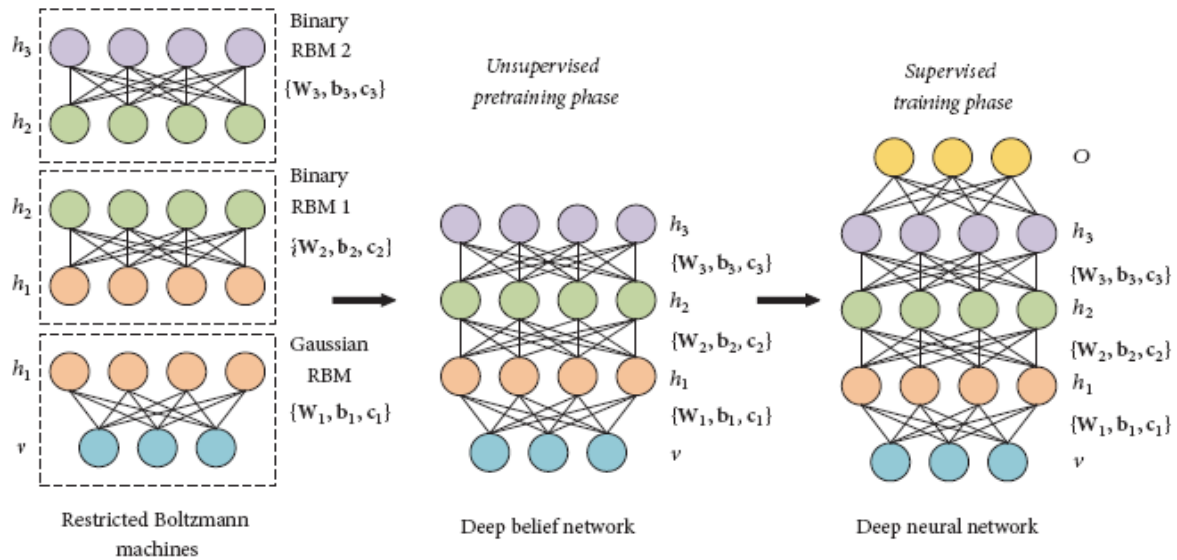 h3
h2
Binary
RBM 2
{W3, b3, c3}
h2
h1
Binary
RBM 1
{W2, b2, c2}
h1
v
Gaussian
RBM
{W1, b1, c1}
Restricted Boltzmann
machines
Unsupervised
pretraining phase
h3
{W3, b3, c3}
h2
{W2, b2, c2}
h1
{W1, b1, c1}
v
Deep belief network
Supervised
training phase
O
h3
{W3, b3, c3}
h2
{W2, b2, c2}
h1
{W1, b1, c1}
v
Deep neural network